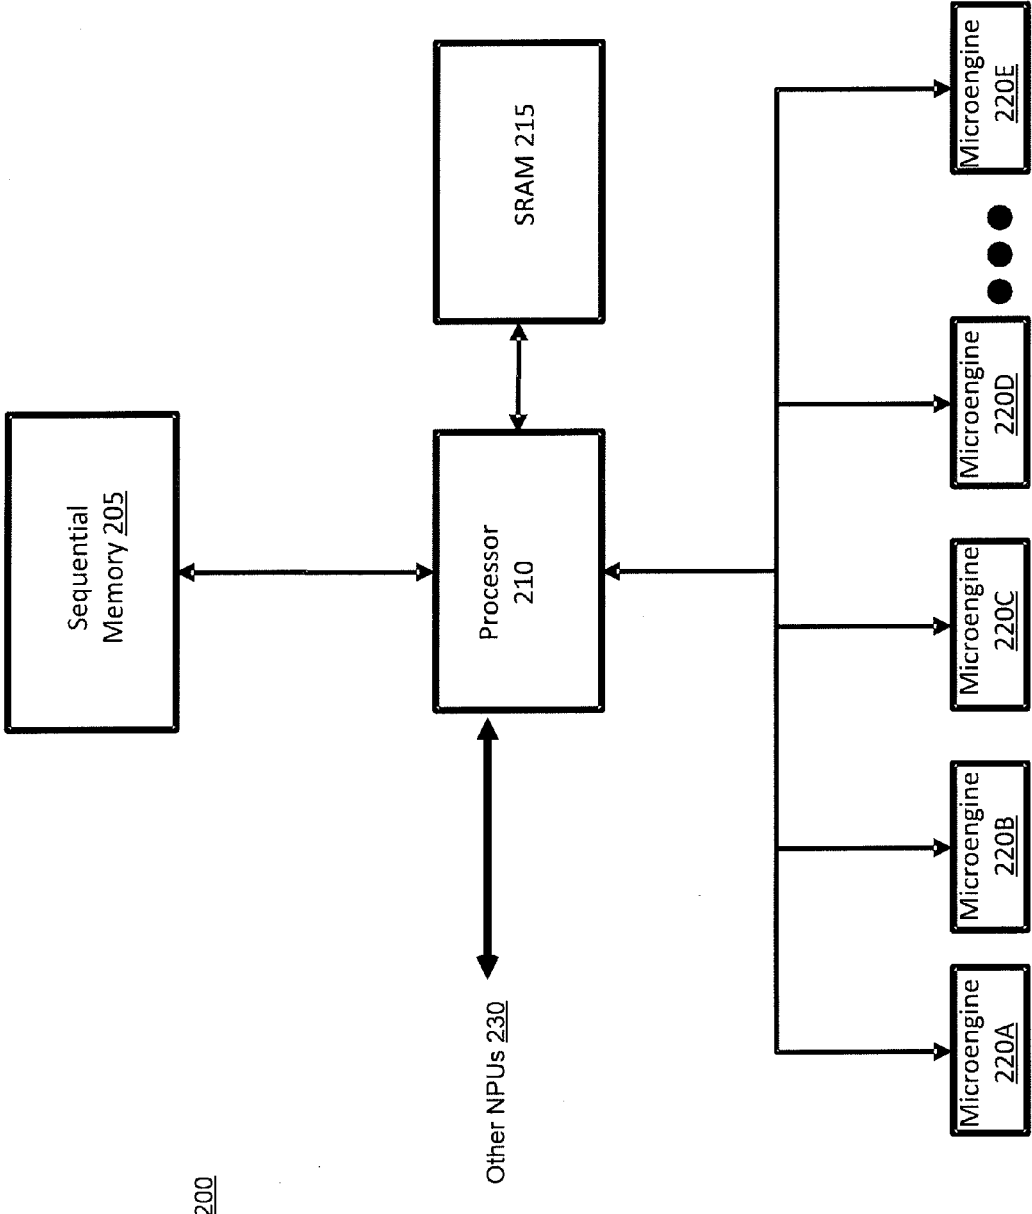 200
Sequential
Memory 205
Other NPUs 230
Processor
210
SRAM 215
Microengine
220A
Microengine
220B
Microengine
220C
Microengine
220D
Microengine
220E